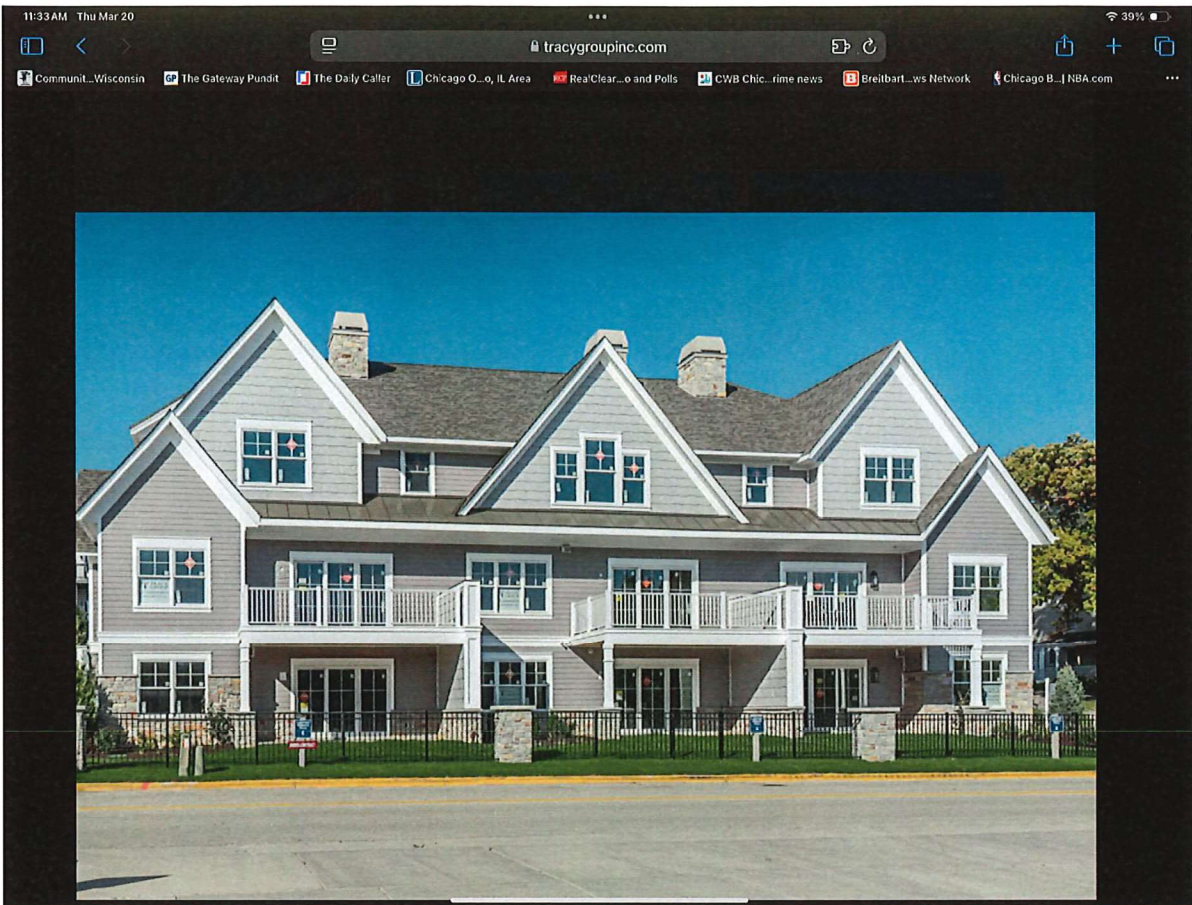 11:33 AM Thu Mar 20
39%
tracygroupinc.com
Communit...Wisconsin
GP The Gateway Pundit
The Daily Caller
L Chicago O...o, IL Area
RCP RealClear...o and Polls
CWB Chic...rime news
B Breitbart...ws Network
Chicago B...| NBA.com